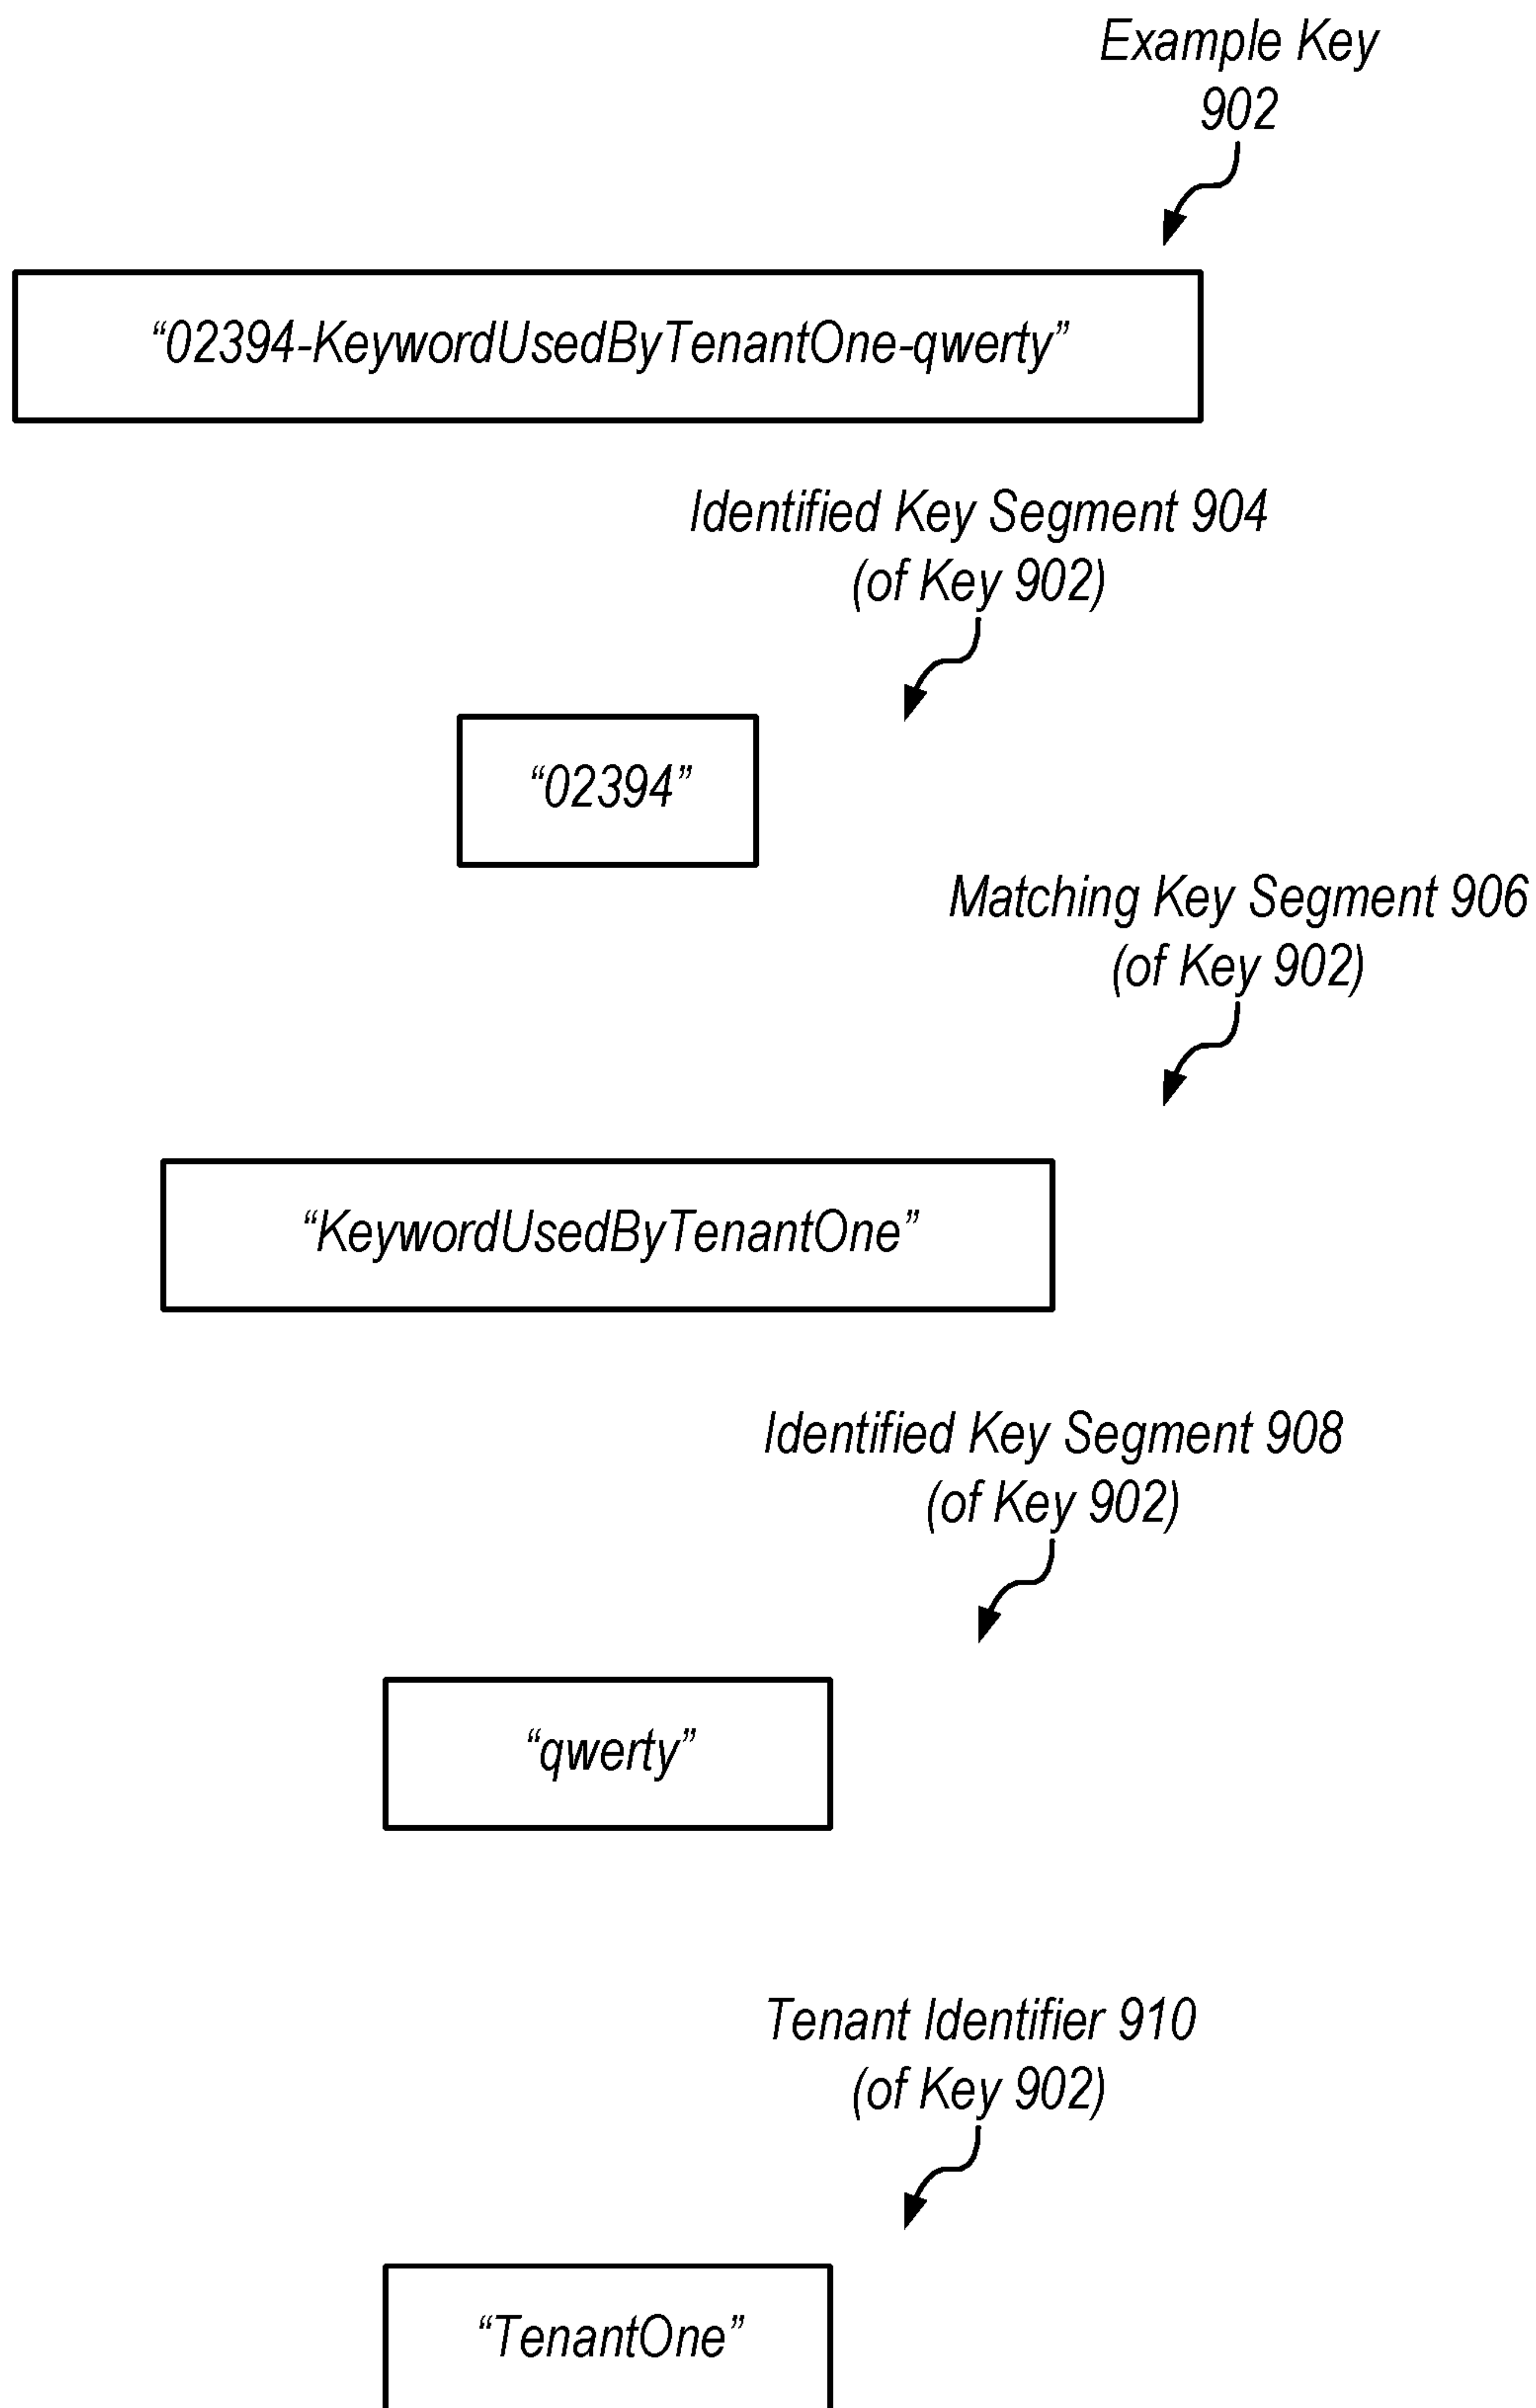 Example Key
902
“02394-KeywordUsedByTenantOne-qwerty”
Identified Key Segment 904
(of Key 902)
“02394”
Matching Key Segment 906
(of Key 902)
“KeywordUsedByTenantOne”
Identified Key Segment 908
(of Key 902)
“qwerty”
Tenant Identifier 910
(of Key 902)
“TenantOne”